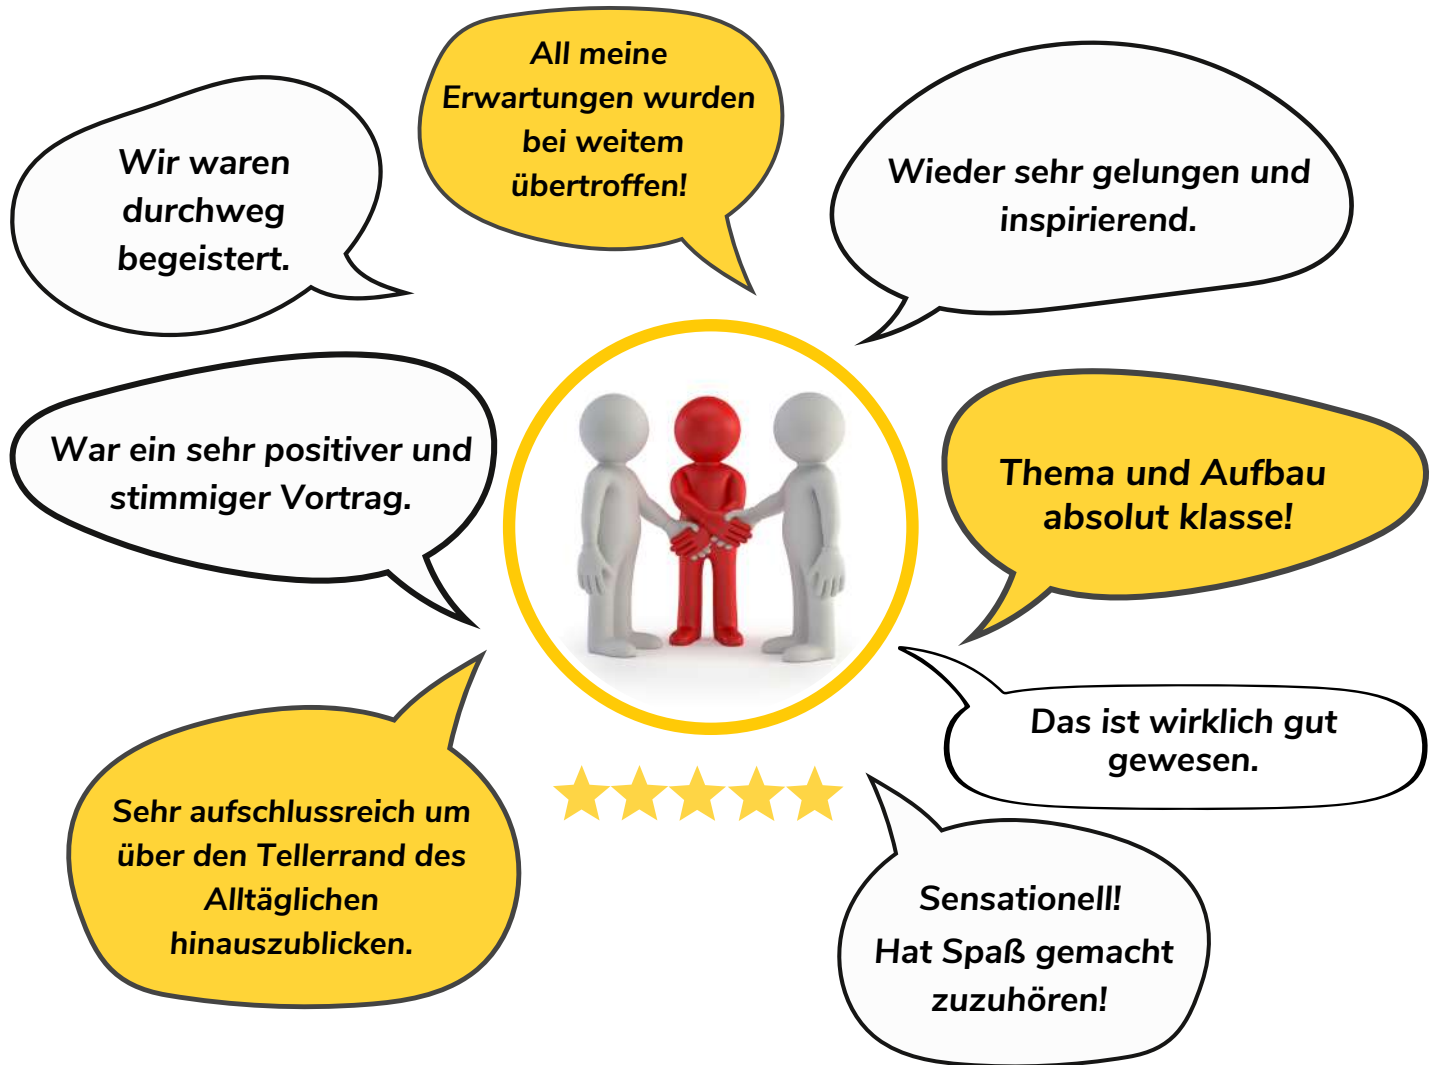 All meine
Erwartungen wurden
bei weitem
übertroffen!
Wir waren
durchweg
begeistert.
Wieder sehr gelungen und
inspirierend.
War ein sehr positiver und
stimmiger Vortrag.
Thema und Aufbau
absolut klasse!
Das ist wirklich gut
gewesen.
Sehr aufschlussreich um
über den Tellerrand des
Alltäglichen
hinauszublicken.
Sensationell!
Hat Spaß gemacht
zuzuhören!